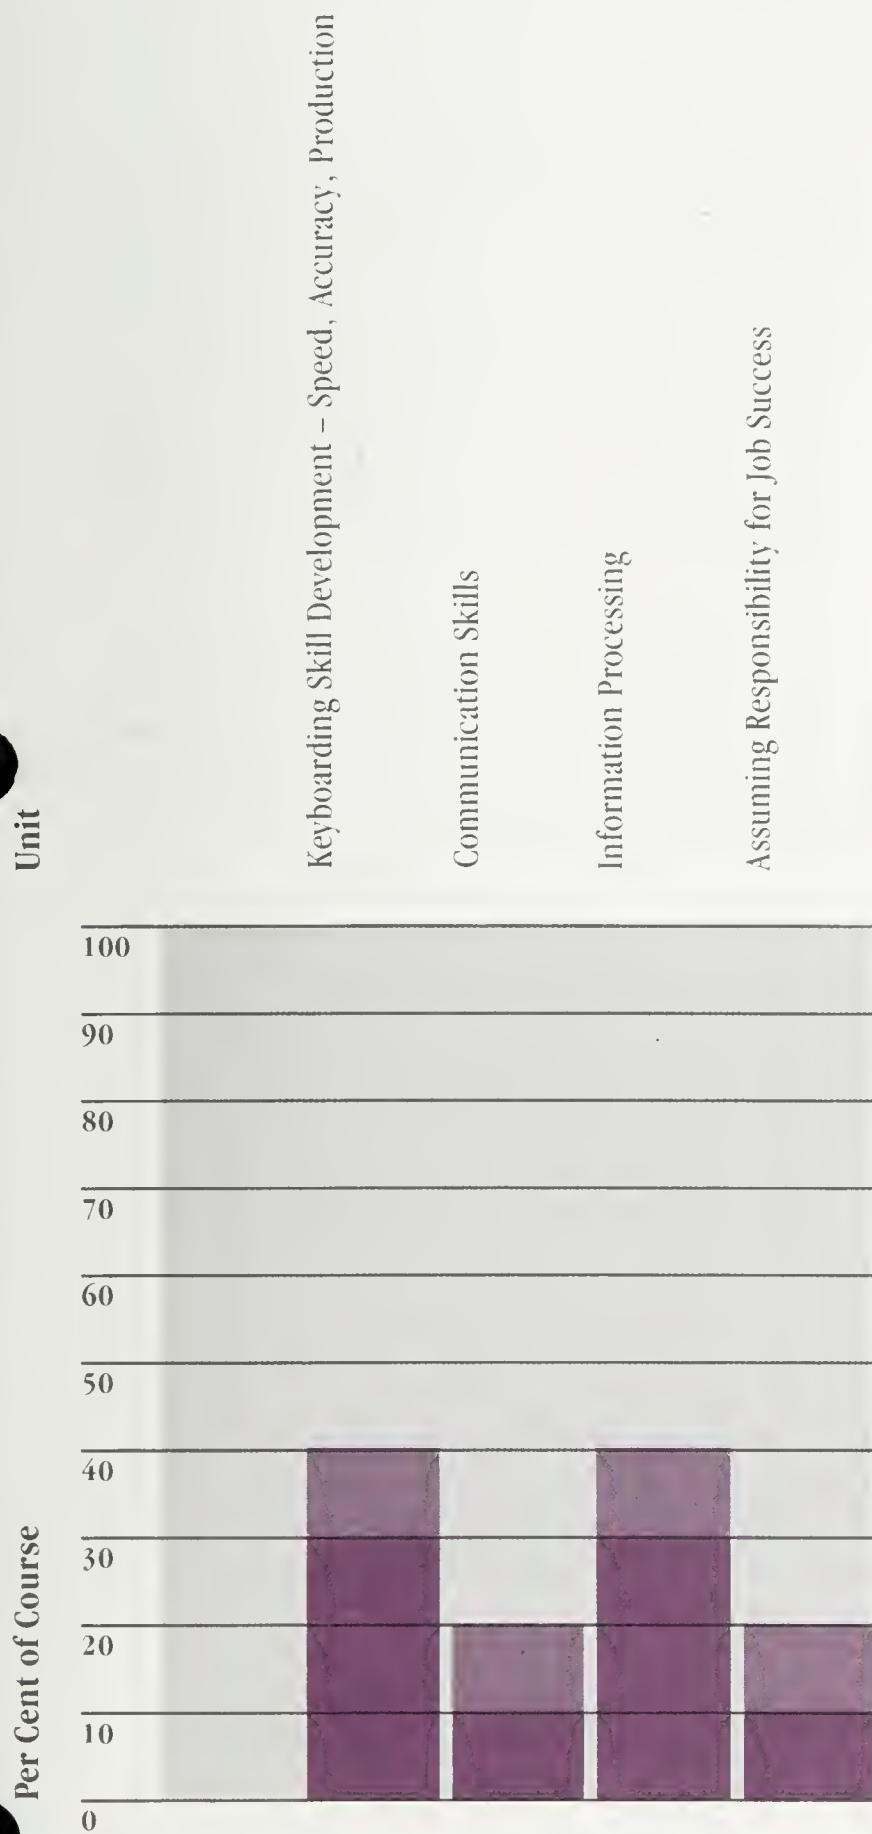 Per Cent of Course
Unit
0
10
20
30
40
50
60
70
80
90
100
Keyboarding Skill Development – Speed, Accuracy, Production
Communication Skills
Information Processing
Assuming Responsibility for Job Success